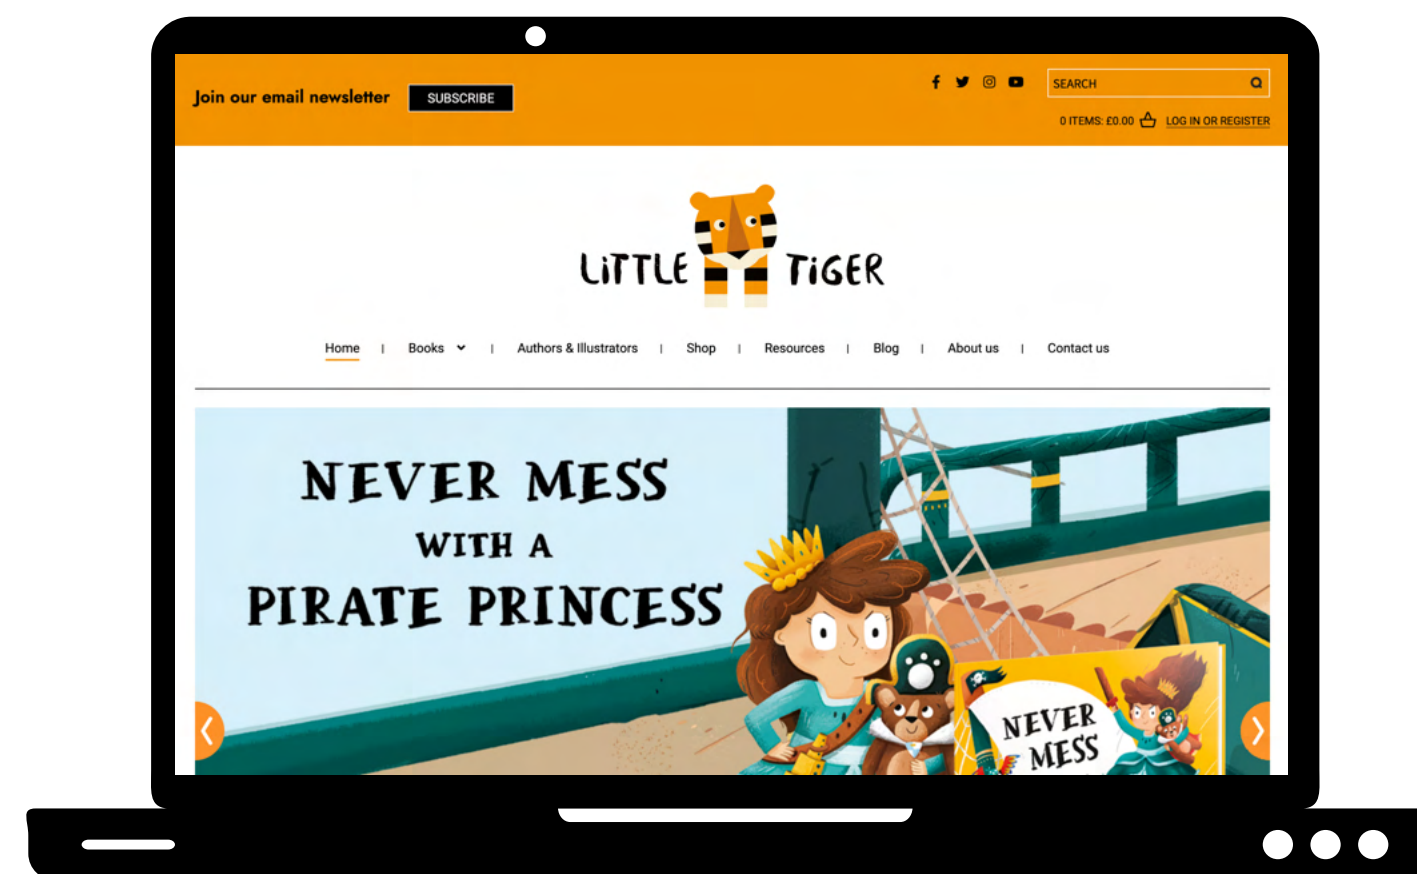 Join our email newsletter
SUBSCRIBE
SEARCH
0 ITEMS: £0.00
LOG IN OR REGISTER
LiTTLE TiGER
Home | Books | Authors & Illustrators | Shop | Resources | Blog | About us | Contact us
NEVER MESS
WITH A
PIRATE PRINCESS
NEVER
MESS